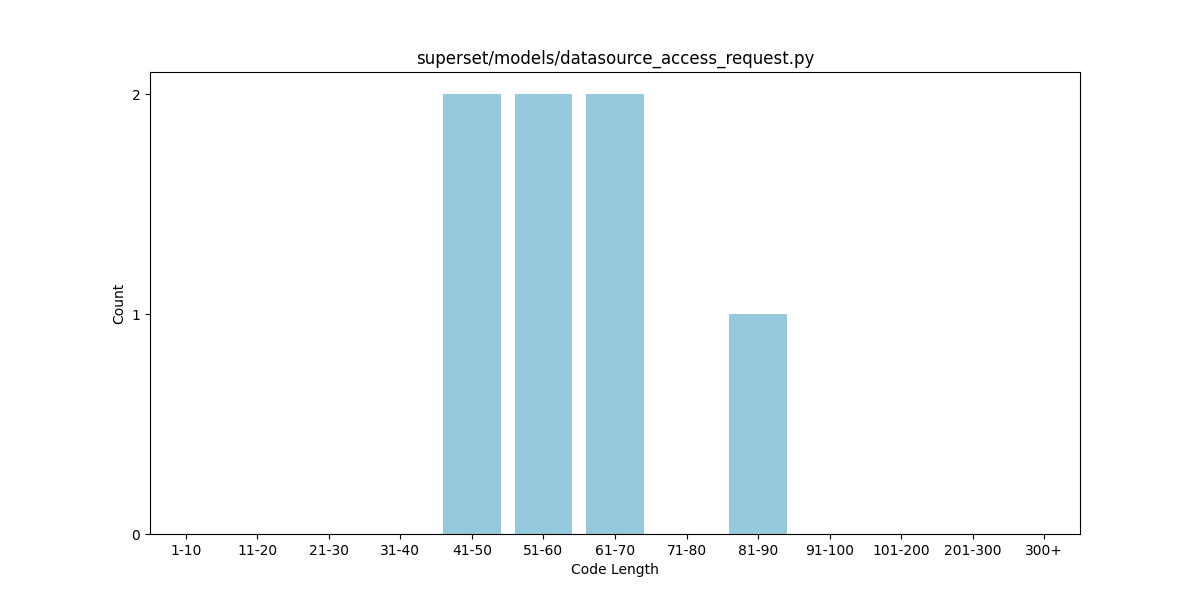 superset/models/datasource_access_request.py
2
1
0
Count
1-10 11-20 21-30 31-40 41-50 51-60 61-70 71-80 81-90 91-100 101-200 201-300 300+
Code Length